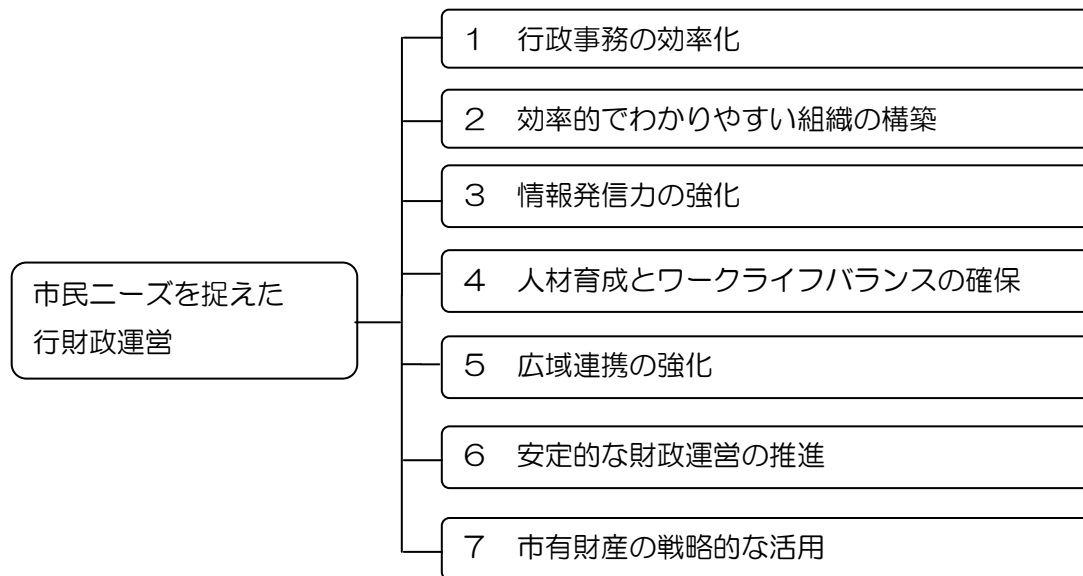 1　行政事務の効率化
2　効率的でわかりやすい組織の構築
3　情報発信力の強化
市民ニーズを捉えた
行財政運営
4　人材育成とワークライフバランスの確保
5　広域連携の強化
6　安定的な財政運営の推進
7　市有財産の戦略的な活用